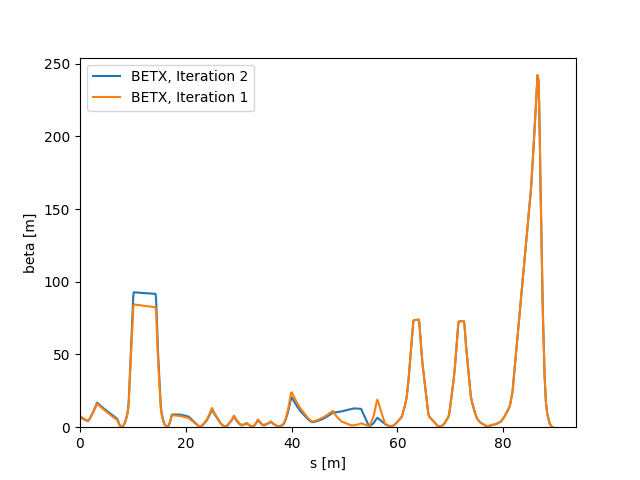 BETX, Iteration 2
BETX, Iteration 1
250
200
150
100
50
0
beta [m]
0 20 40 60 80
s [m]